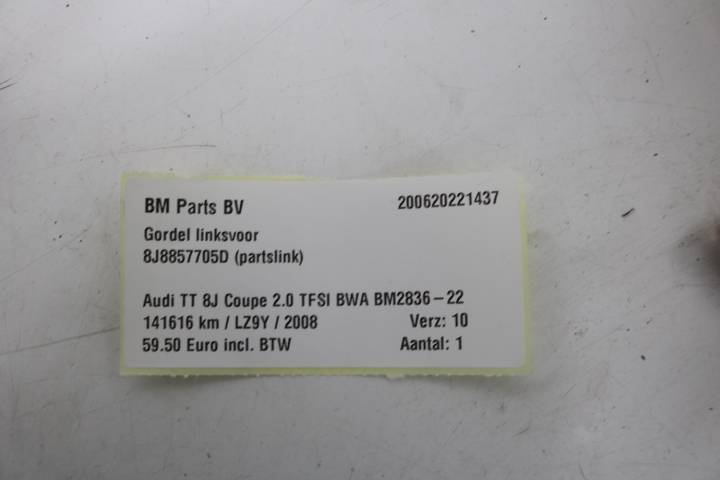 BM Parts BV 200620221437
Gordel linksvoor
8J8857705D (partslink)
Audi TT 8J Coupe 2.0 TFSI BWA BM2836-22
141616 km / LZ9Y / 2008 Verz: 10
59.50 Euro incl. BTW Aantal: 1